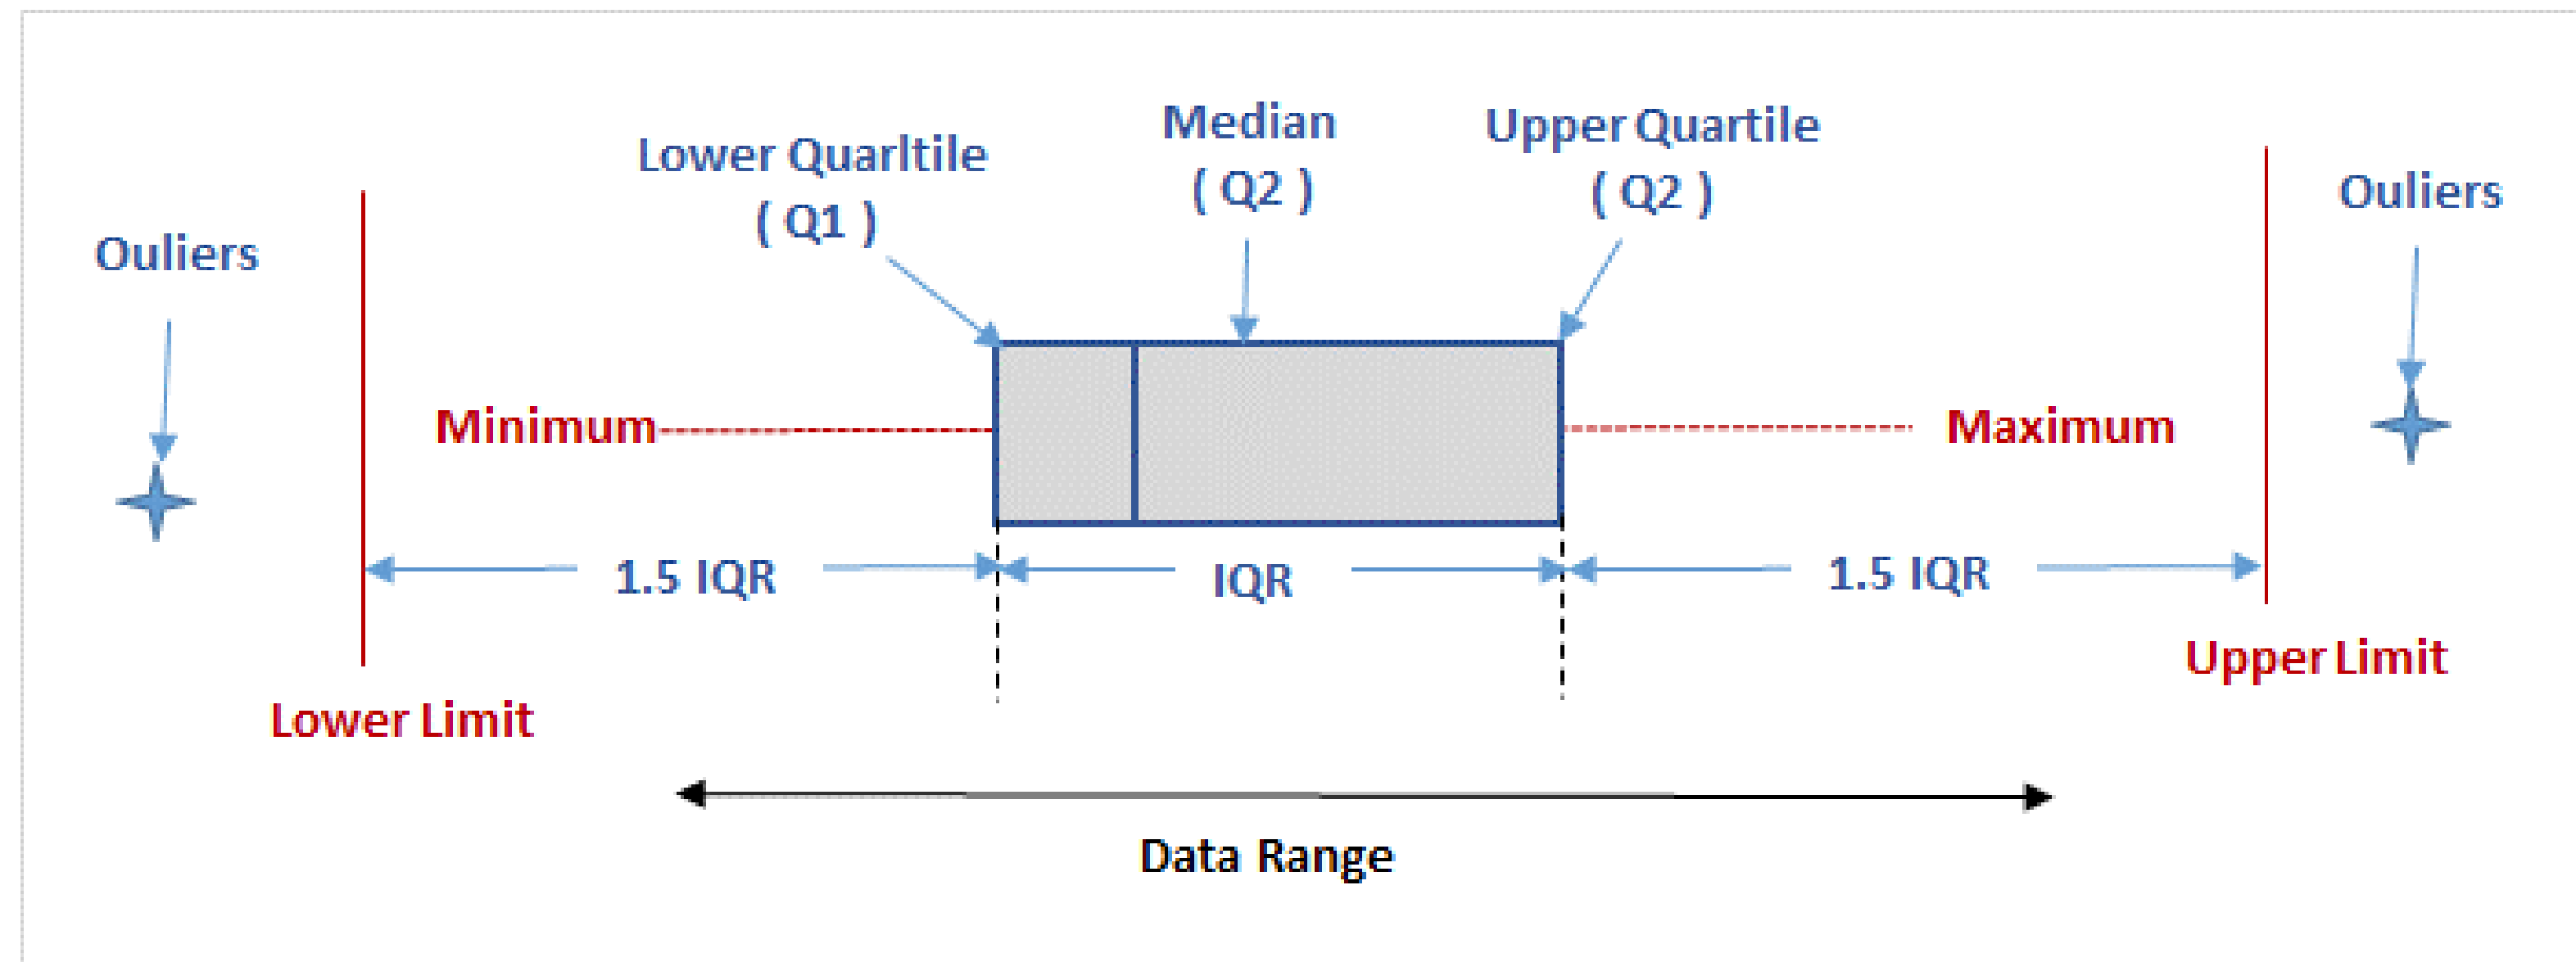 Median
Upper Quartile
Lower Quarltile
( Q2 )
( Q2 )
Ouliers
( Q1 )
Ouliers
Minimum
Maximum
1.5 IQR
IQR
1.5 IQR
Upper Limit
Lower Limit
Data Range